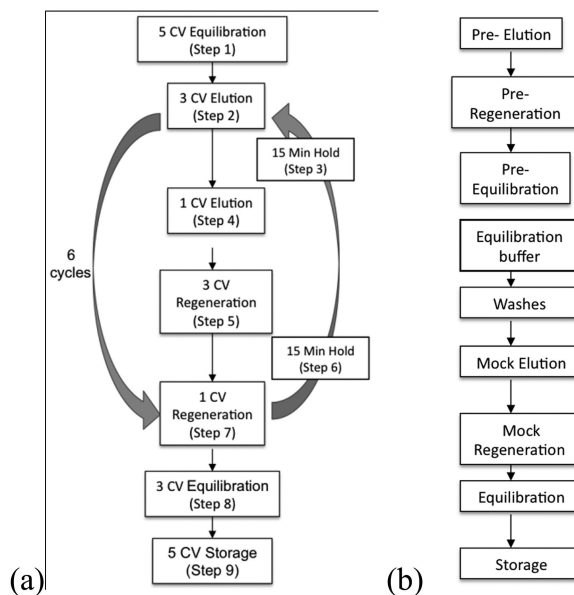 5 CV Equilibration
(Step 1)
3 CV Elution
(Step 2)
15 Min Hold
(Step 3)
1 CV Elution
(Step 4)
6
cycles
3 CV
Regeneration
(Step 5)
15 Min Hold
(Step 6)
1 CV
Regeneration
(Step 7)
3 CV Equilibration
(Step 8)
5 CV Storage
(Step 9)
(a)
Pre- Elution
Pre-
Regeneration
Pre-
Equilibration
Equilibration
buffer
Washes
Mock Elution
Mock
Regeneration
Equilibration
Storage
(b)